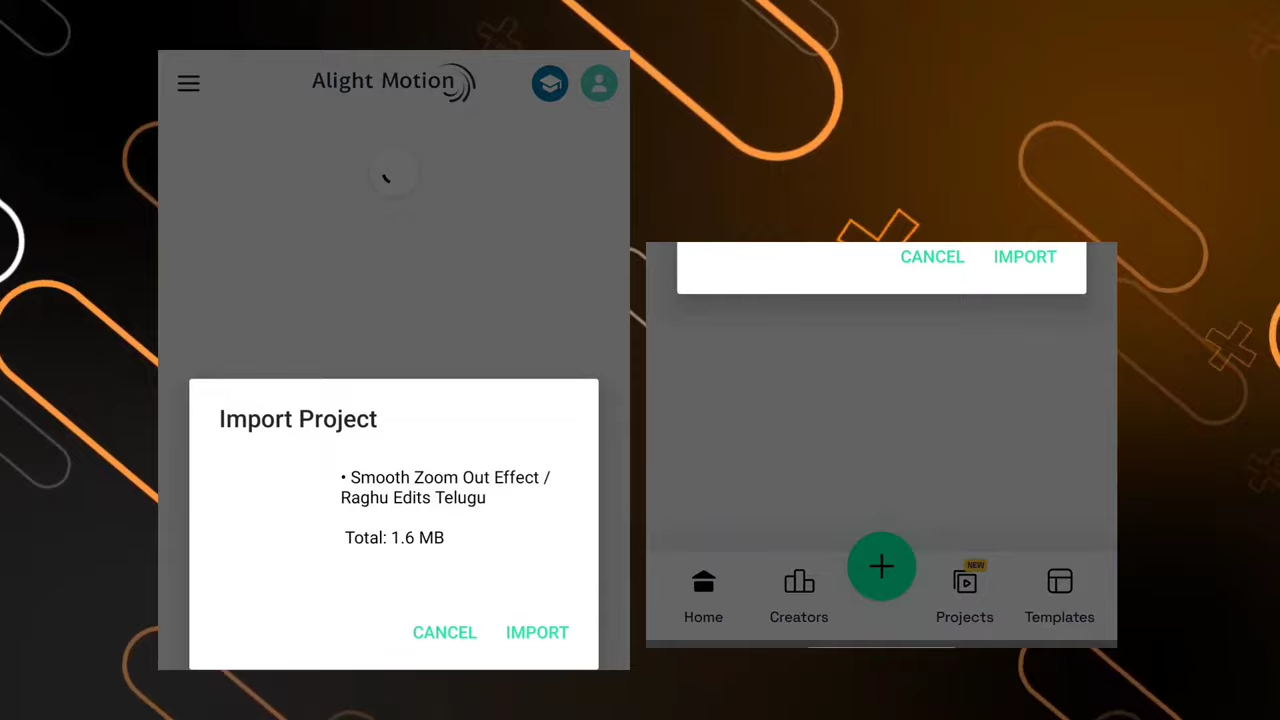 Alight Motion
Import Project
• Smooth Zoom Out Effect /
Raghu Edits Telugu
Total: 1.6 MB
CANCEL IMPORT
CANCEL IMPORT
NEW
Home Creators Projects Templates